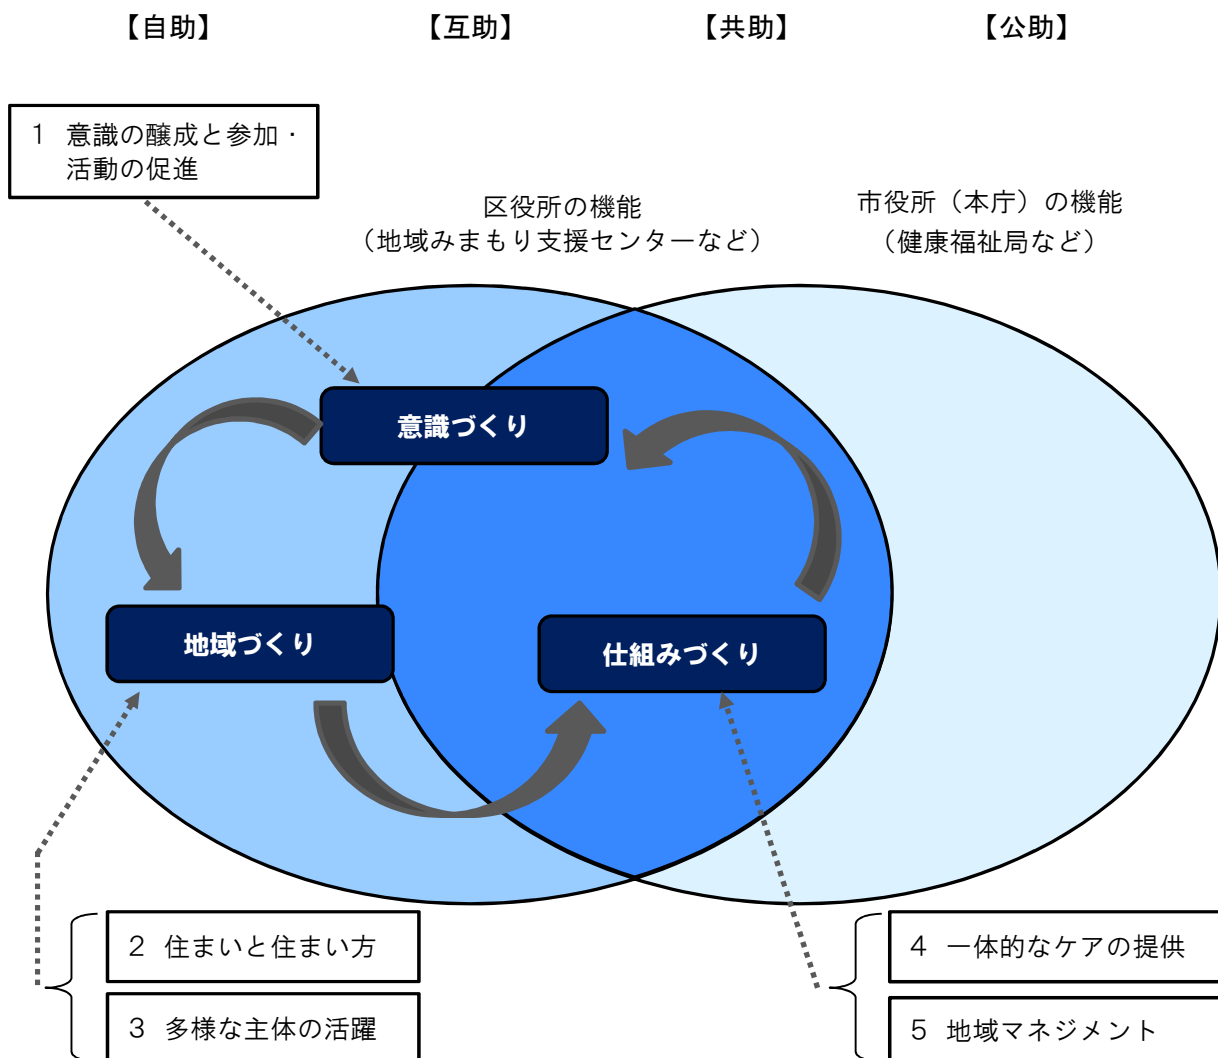 【自助】
【互助】
【共助】
【公助】
1 意識の醸成と参加・
活動の促進
区役所の機能
（地域みまもり支援センターなど）
市役所（本庁）の機能
（健康福祉局など）
意識づくり
地域づくり
仕組みづくり
2 住まいと住まい方
3 多様な主体の活躍
4 一体的なケアの提供
5 地域マネジメント